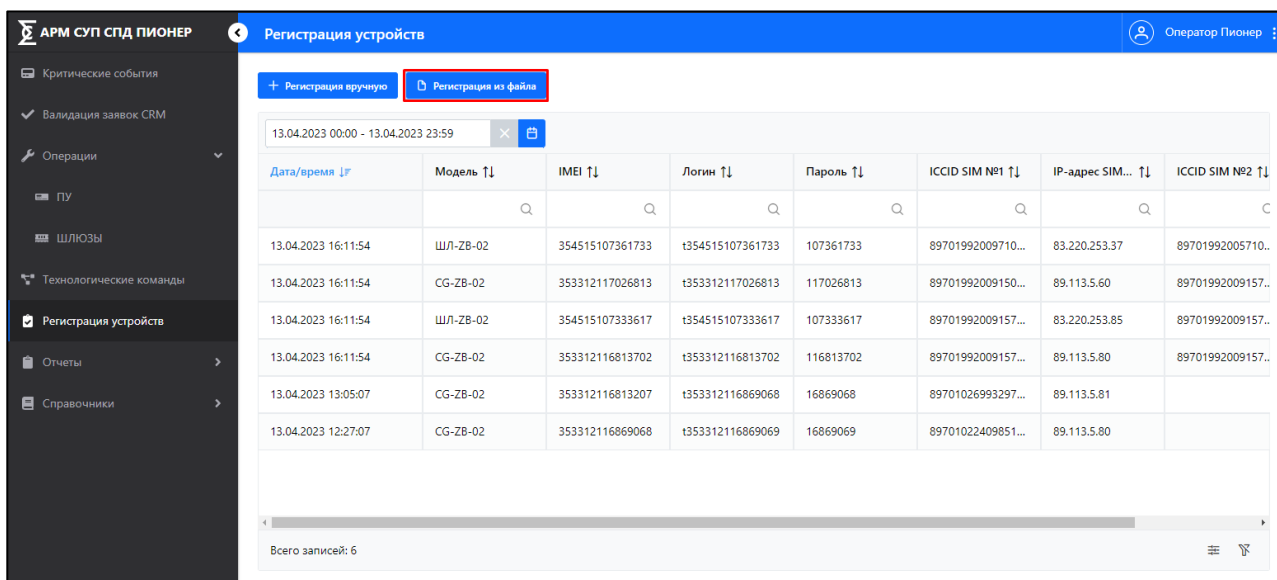 АРМ СУП СПД ПИОНЕР
Регистрация устройств
Оператор Пионер
Критические события
Валидация заявок CRM
Операции
ПУ
ШЛЮЗЫ
Технологические команды
Регистрация устройств
Отчеты
Справочники
+ Регистрация вручную
Регистрация из файла
13.04.2023 00:00 - 13.04.2023 23:59
Дата/время Модель IMEI Логин Пароль ICCID SIM №1 IP-адрес SIM... ICCID SIM №2
13.04.2023 16:11:54 ШЛ-ZB-02 354515107361733 t354515107361733 107361733 89701992009710... 83.220.253.37 89701992005710..
13.04.2023 16:11:54 CG-ZB-02 353312117026813 t353312117026813 117026813 89701992009150... 89.113.5.60 89701992009157..
13.04.2023 16:11:54 ШЛ-ZB-02 354515107333617 t354515107333617 107333617 89701992009157... 83.220.253.85 89701992009157..
13.04.2023 16:11:54 CG-ZB-02 353312116813702 t353312116813702 116813702 89701992009157... 89.113.5.80 89701992009157..
13.04.2023 13:05:07 CG-ZB-02 353312116813207 t353312116869068 16869068 89701026993297... 89.113.5.81
13.04.2023 12:27:07 CG-ZB-02 353312116869068 t353312116869069 16869069 89701022409851... 89.113.5.80
Всего записей: 6